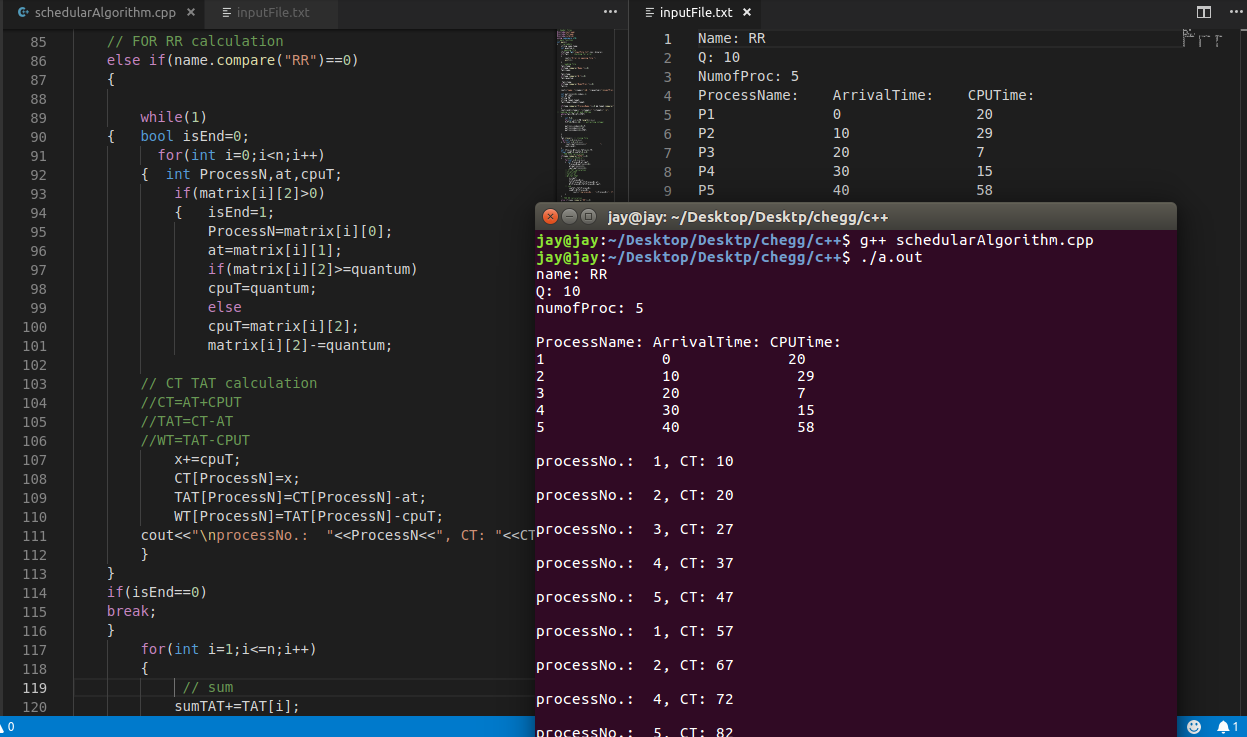 schedularAlgorithm.cpp
inputFile.txt
inputFile.txt
85 // FOR RR calculation
86 else if(name.compare("RR")==0)
87 {
88
89 while(1)
90 { bool isEnd=0;
91 for(int i=0;i<n;i++)
92 { int ProcessN,at,cpuT;
93 if(matrix[i][2]>0)
94 { isEnd=1;
95 ProcessN=matrix[i][0];
96 at=matrix[i][1];
97 if(matrix[i][2]>=quantum)
98 cpuT=quantum;
99 else
100 cpuT=matrix[i][2];
101 matrix[i][2]-=quantum;
102
103 // CT TAT calculation
104 //CT=AT+CPUT
105 //TAT=CT-AT
106 //WT=TAT-CPUT
107 x+=cpuT;
108 CT[ProcessN]=x;
109 TAT[ProcessN]=CT[ProcessN]-at;
110 WT[ProcessN]=TAT[ProcessN]-cpuT;
111 cout<<"\nprocessNo.:  "<<ProcessN<<", CT: "<<CT
112 }
113 }
114 if(isEnd==0)
115 break;
116 }
117 for(int i=1;i<=n;i++)
118 {
119 // sum
120 sumTAT+=TAT[i];
1 Name: RR
2 Q: 10
3 NumofProc: 5
4 ProcessName: ArrivalTime: CPUTime:
5 P1 0 20
6 P2 10 29
7 P3 20 7
8 P4 30 15
9 P5 40 58
jay@jay: ~/Desktop/Desktp/chegg/c++
jay@jay:~/Desktop/Desktp/chegg/c++$ g++ schedularAlgorithm.cpp
jay@jay:~/Desktop/Desktp/chegg/c++$ ./a.out
name: RR
Q: 10
numofProc: 5
ProcessName: ArrivalTime: CPUTime:
1 0 20
2 10 29
3 20 7
4 30 15
5 40 58
processNo.:  1, CT: 10
processNo.:  2, CT: 20
processNo.:  3, CT: 27
processNo.:  4, CT: 37
processNo.:  5, CT: 47
processNo.:  1, CT: 57
processNo.:  2, CT: 67
processNo.:  4, CT: 72
processNo.:  5, CT: 82
0
1